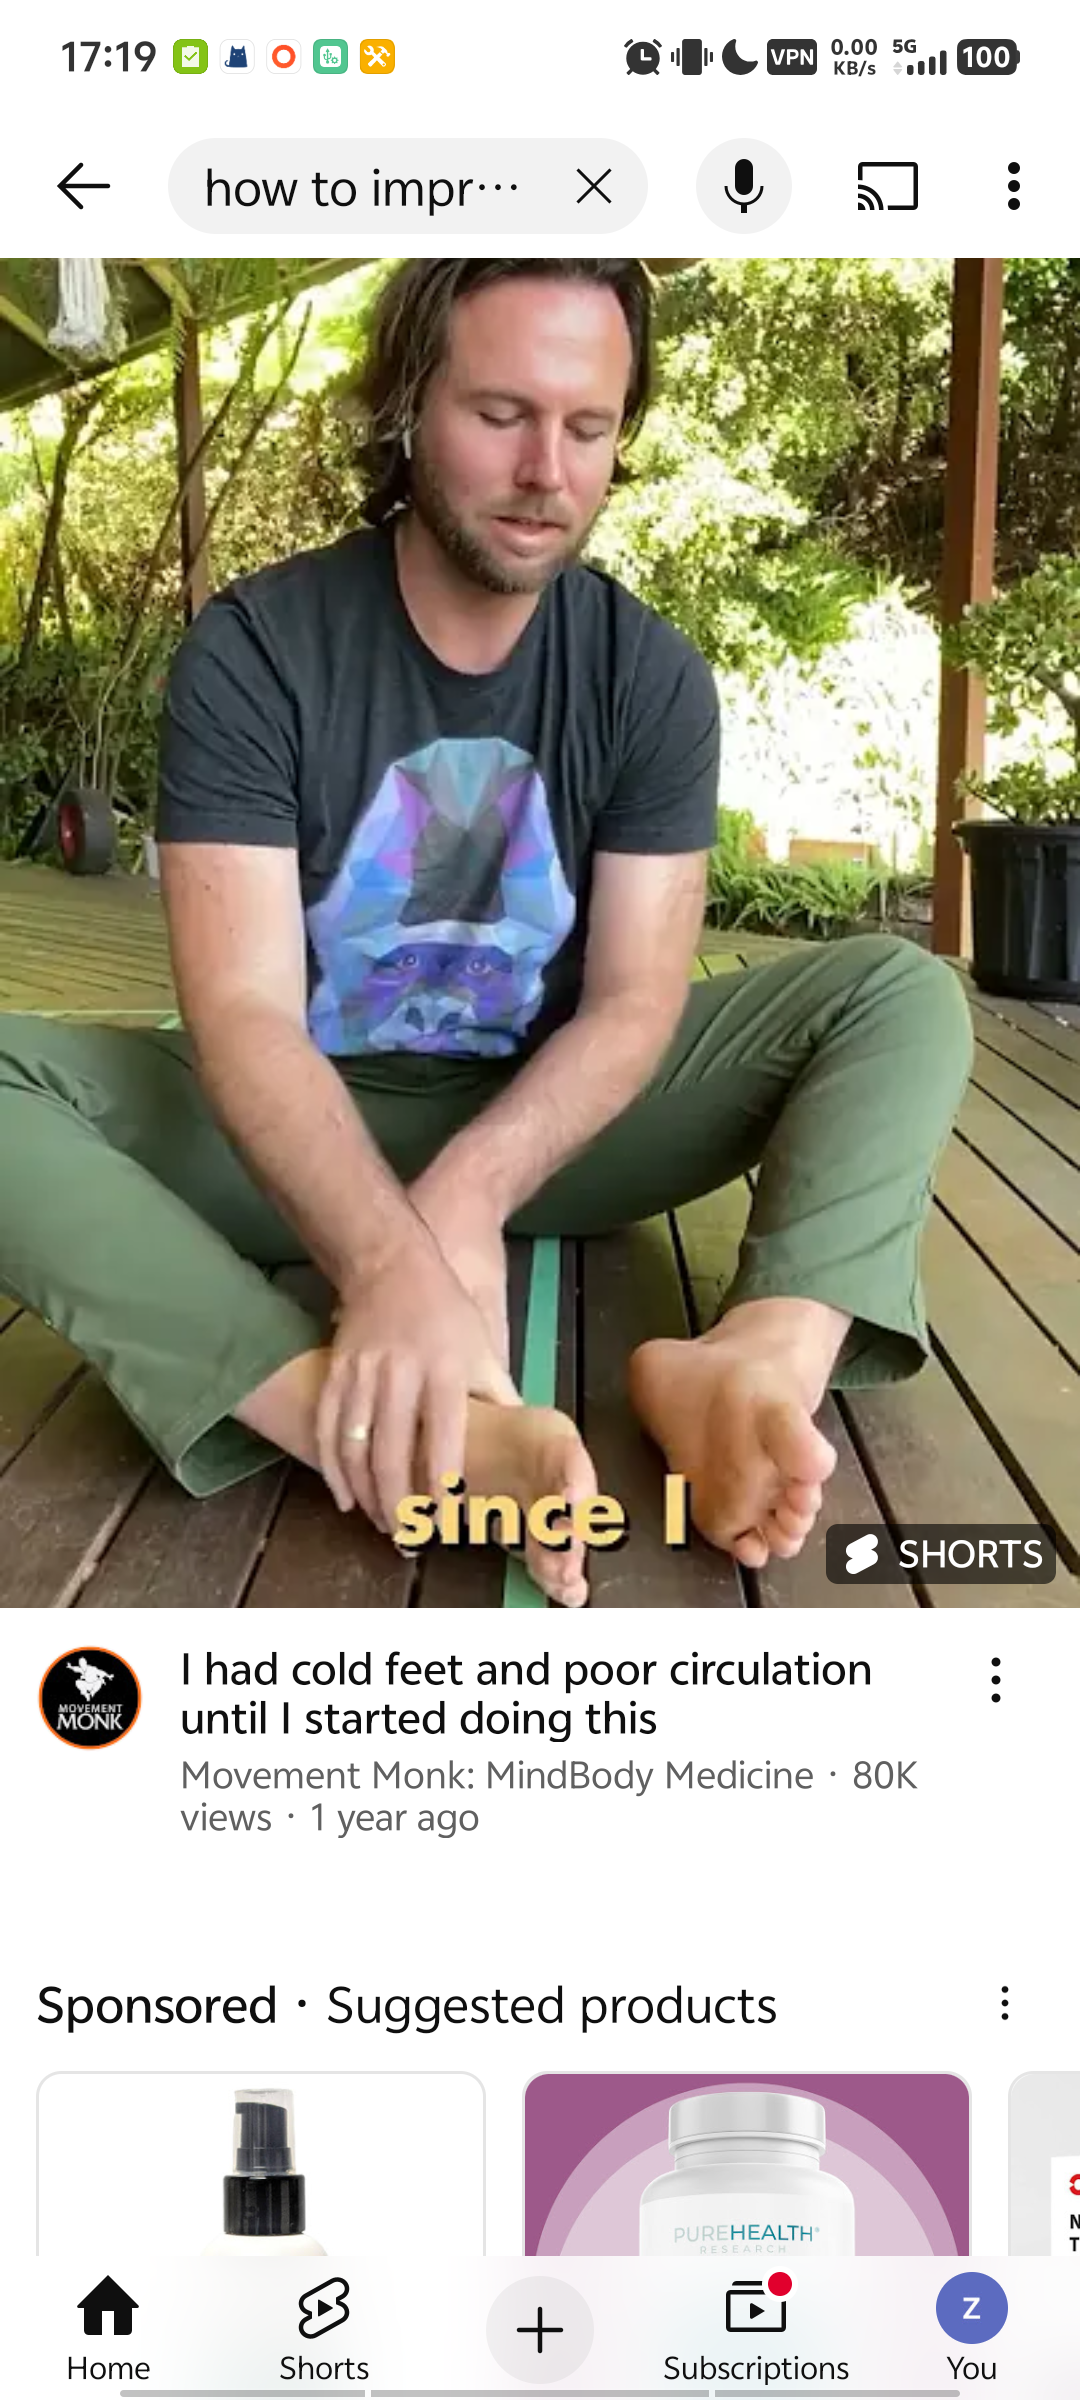 17:19
VPN
0.00
KB/s
5G
100
how to impr···
since I
SHORTS
MOVEMENT
MONK
I had cold feet and poor circulation
until I started doing this
Movement Monk: MindBody Medicine · 80K
views · 1 year ago
Sponsored · Suggested products
PUREHEALTH®
RESEARCH
N
T
Home
Shorts
Subscriptions
z
You